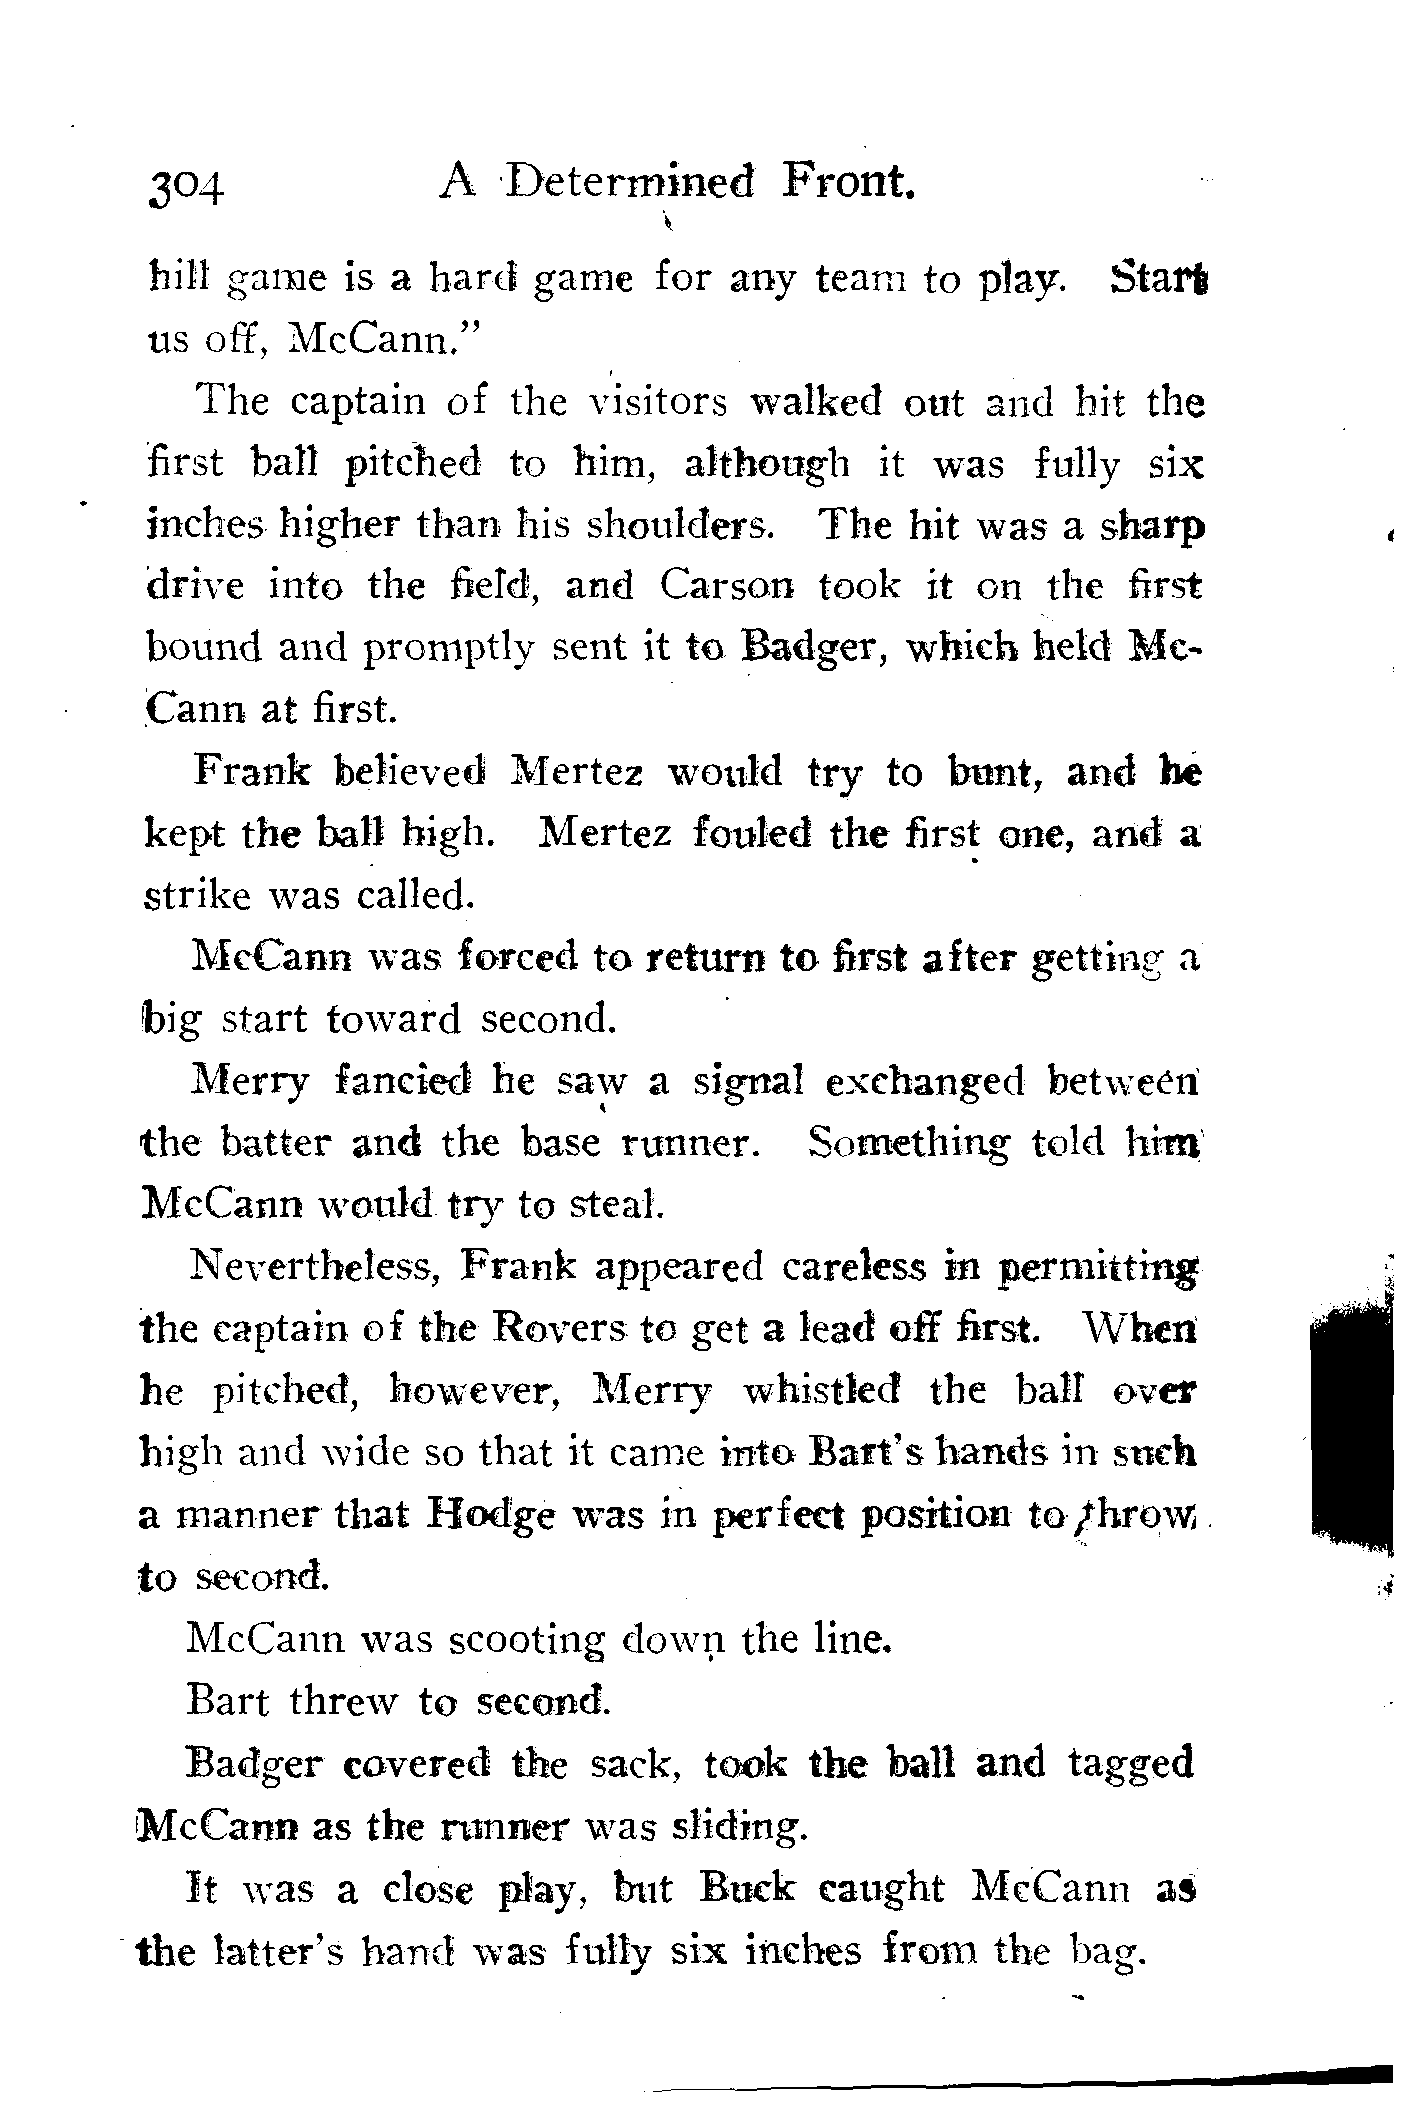 304 A Determined Front.
hill game is a hard game for any team to play. Start
us off, McCann.”
The captain of the visitors walked out and hit the
first ball pitched to him, although it was fully six
inches higher than his shoulders. The hit was a sharp
drive into the field, and Carson took it on the first
bound and promptly sent it to Badger, which held Mc-
Cann at first.
Frank believed Mertez would try to bunt, and he
kept the ball high. Mertez fouled the first one, and a
strike was called.
McCann was forced to return to first after getting a
big start toward second.
Merry fancied he saw a signal exchanged between
the batter and the base runner. Something told him
McCann would try to steal.
Nevertheless, Frank appeared careless in permitting
the captain of the Rovers to get a lead off first. When
he pitched, however, Merry whistled the ball over
high and wide so that it came into Bart’s hands in such
a manner that Hodge was in perfect position to throw
to second.
McCann was scooting down the line.
Bart threw to second.
Badger covered the sack, took the ball and tagged
McCann as the runner was sliding.
It was a close play, but Buck caught McCann as
the latter’s hand was fully six inches from the bag.